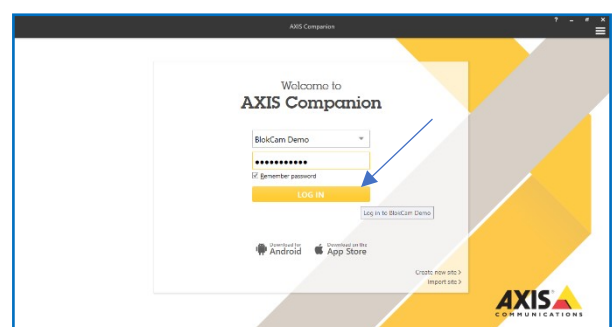 AXIS Companion
Welcome to
AXIS Companion
BlokCam Demo
Remember password
LOG IN
Log in to BlokCam Demo
Download for
Android
Download on the
App Store
Create new site >
Import site >
AXIS
COMMUNICATIONS